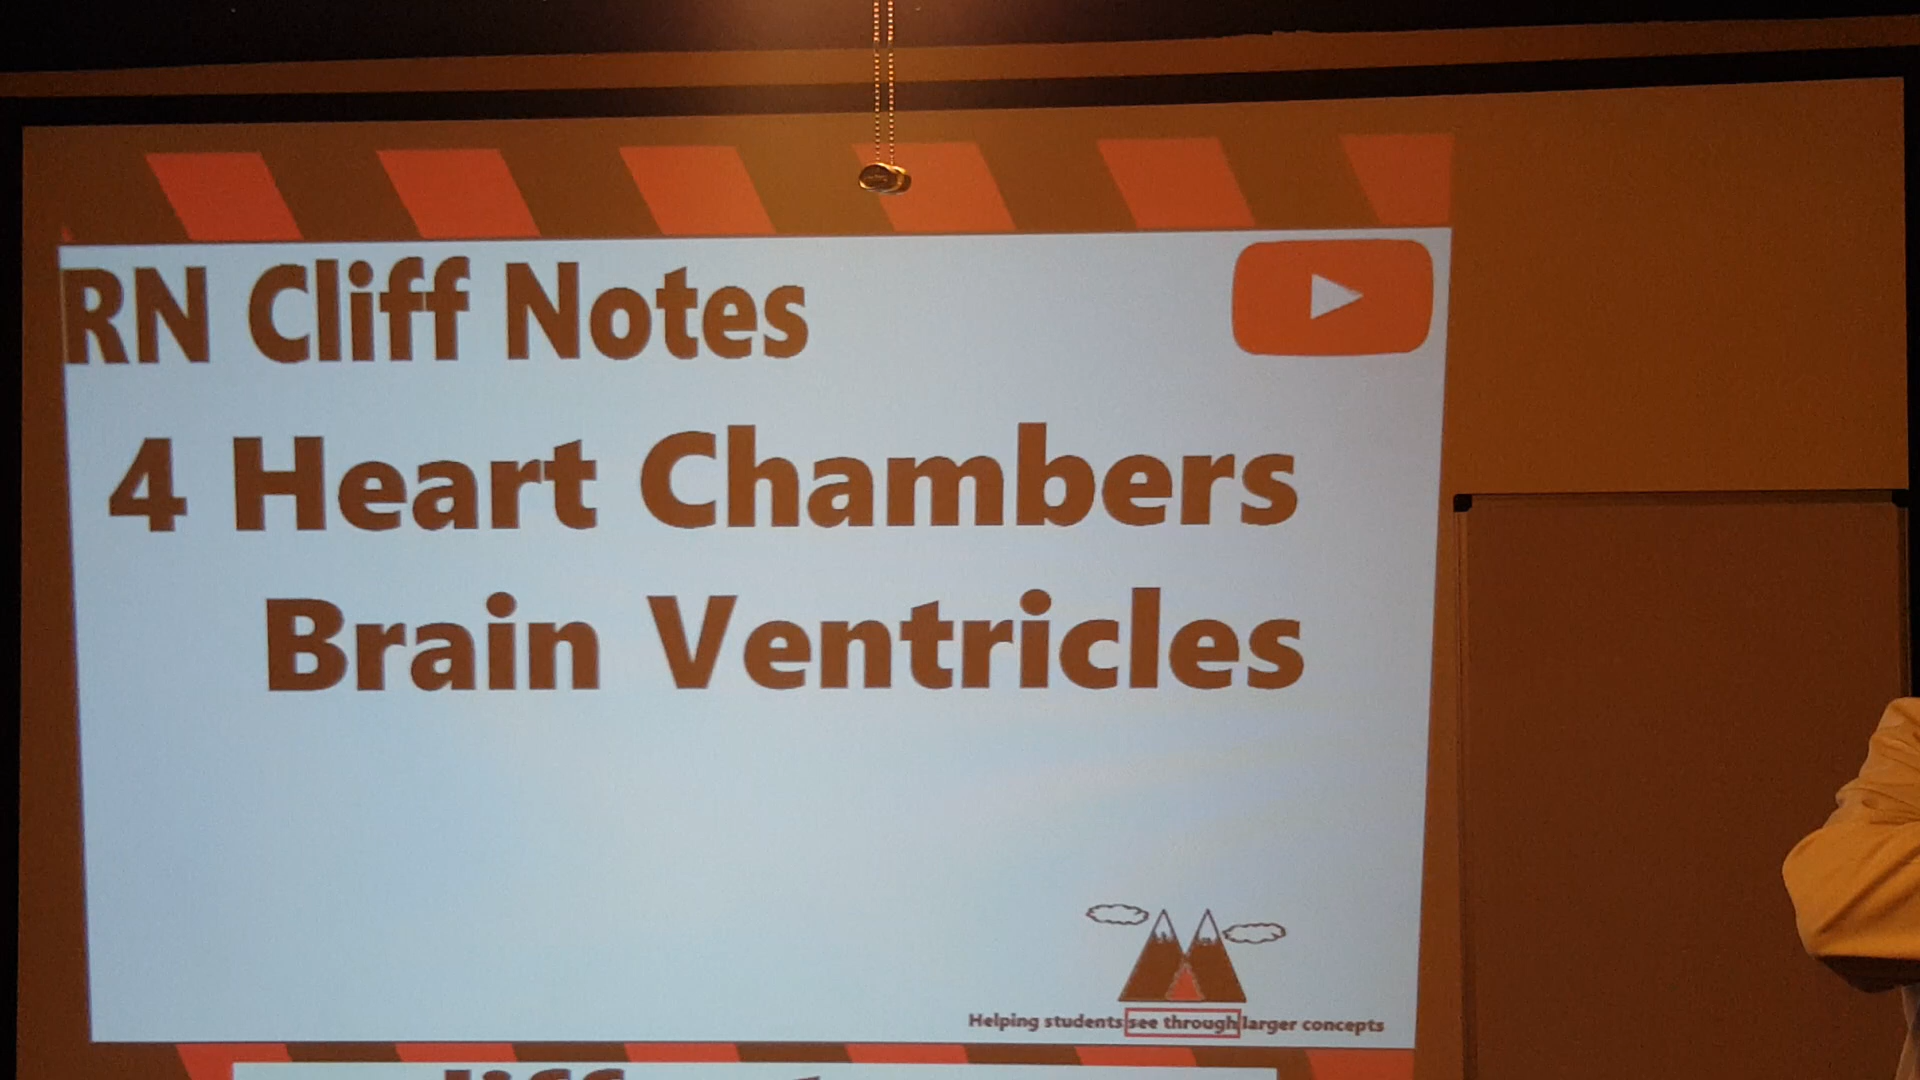 RN Cliff Notes
4 Heart Chambers
Brain Ventricles
Helping students see through larger concepts